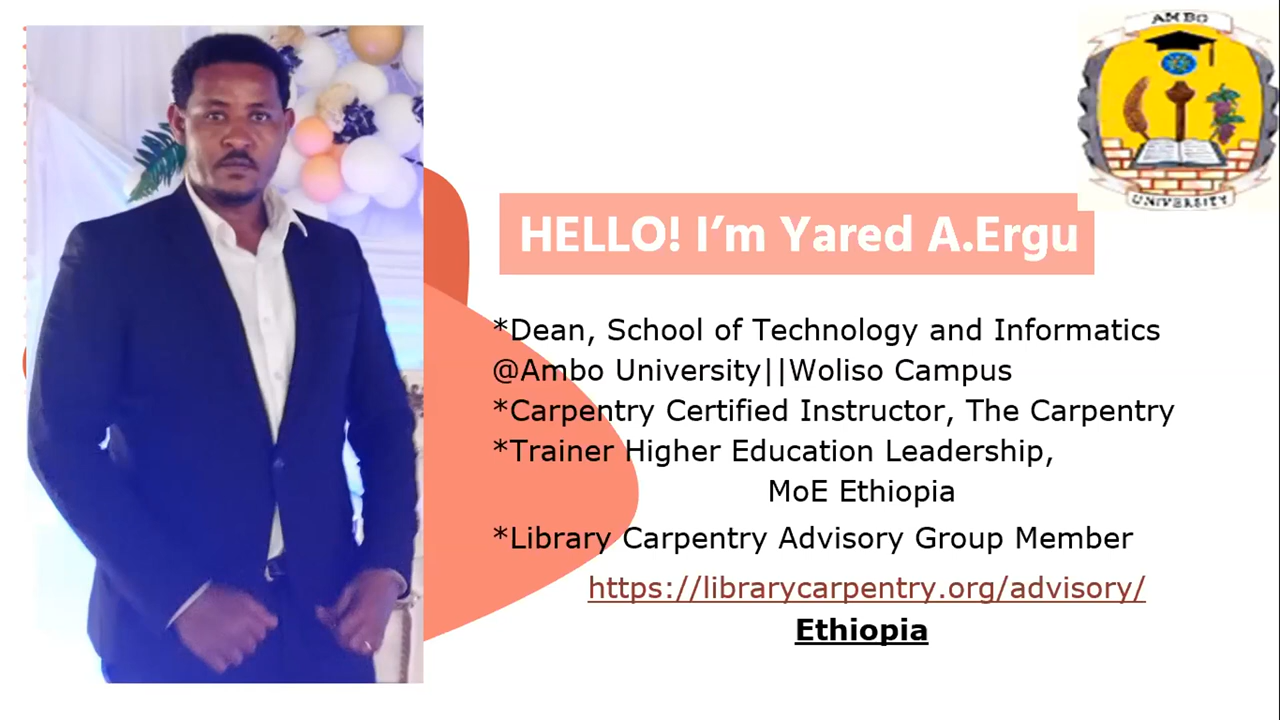 AMBO
UNIVERSITY
HELLO! I’m Yared A.Ergu
*Dean, School of Technology and Informatics
@Ambo University||Woliso Campus
*Carpentry Certified Instructor, The Carpentry
*Trainer Higher Education Leadership,
MoE Ethiopia
*Library Carpentry Advisory Group Member
https://librarycarpentry.org/advisory/
Ethiopia